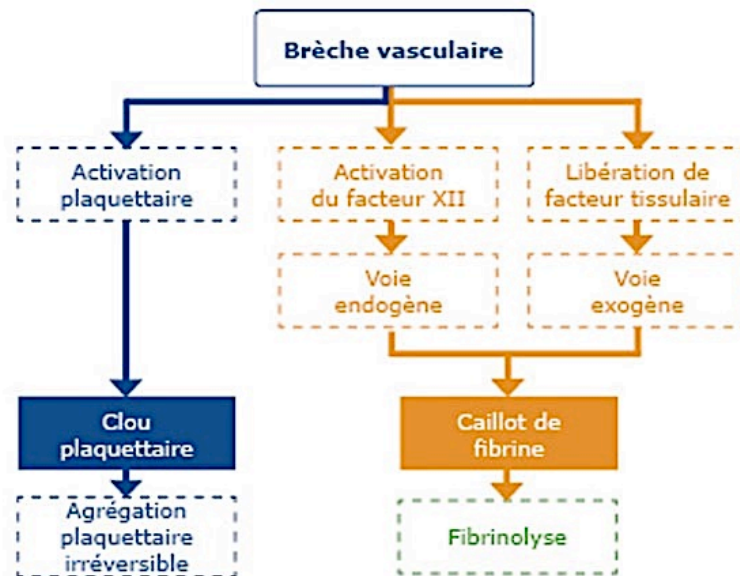 Brèche vasculaire
Activation
plaquettaire
Activation
du facteur XII
Libération de
facteur tissulaire
Voie
endogène
Voie
exogène
Clou
plaquettaire
Caillot de
fibrine
Agrégation
plaquettaire
irréversible
Fibrinolyse